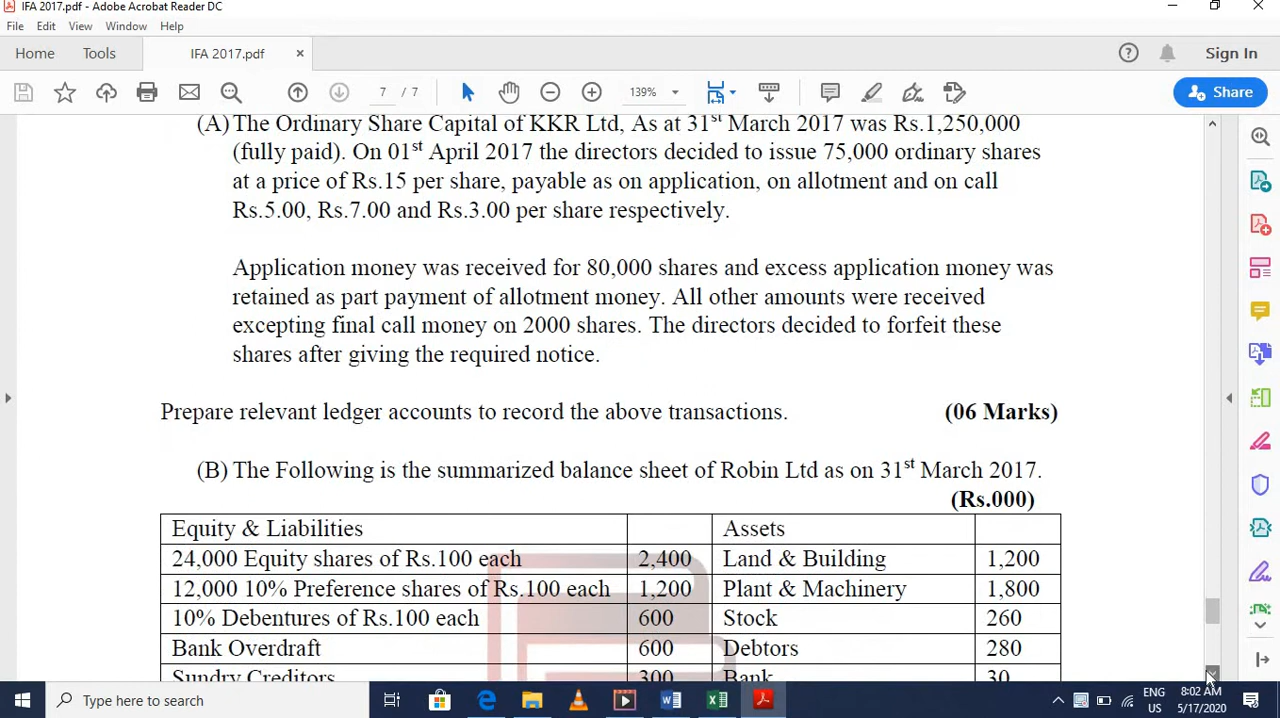 IFA 2017.pdf - Adobe Acrobat Reader DC
File Edit View Window Help
Home Tools IFA 2017.pdf × Sign In
7 / 7 139% Share
(A) The Ordinary Share Capital of KKR Ltd, As at 31st March 2017 was Rs.1,250,000
(fully paid). On 01st April 2017 the directors decided to issue 75,000 ordinary shares
at a price of Rs.15 per share, payable as on application, on allotment and on call
Rs.5.00, Rs.7.00 and Rs.3.00 per share respectively.
Application money was received for 80,000 shares and excess application money was
retained as part payment of allotment money. All other amounts were received
excepting final call money on 2000 shares. The directors decided to forfeit these
shares after giving the required notice.
Prepare relevant ledger accounts to record the above transactions. (06 Marks)
(B) The Following is the summarized balance sheet of Robin Ltd as on 31st March 2017.
(Rs.000)
Equity & Liabilities Assets
24,000 Equity shares of Rs.100 each 2,400 Land & Building 1,200
12,000 10% Preference shares of Rs.100 each 1,200 Plant & Machinery 1,800
10% Debentures of Rs.100 each 600 Stock 260
Bank Overdraft 600 Debtors 280
Sundry Creditors 300 Bank 30
Type here to search
ENG
US
8:02 AM
5/17/2020